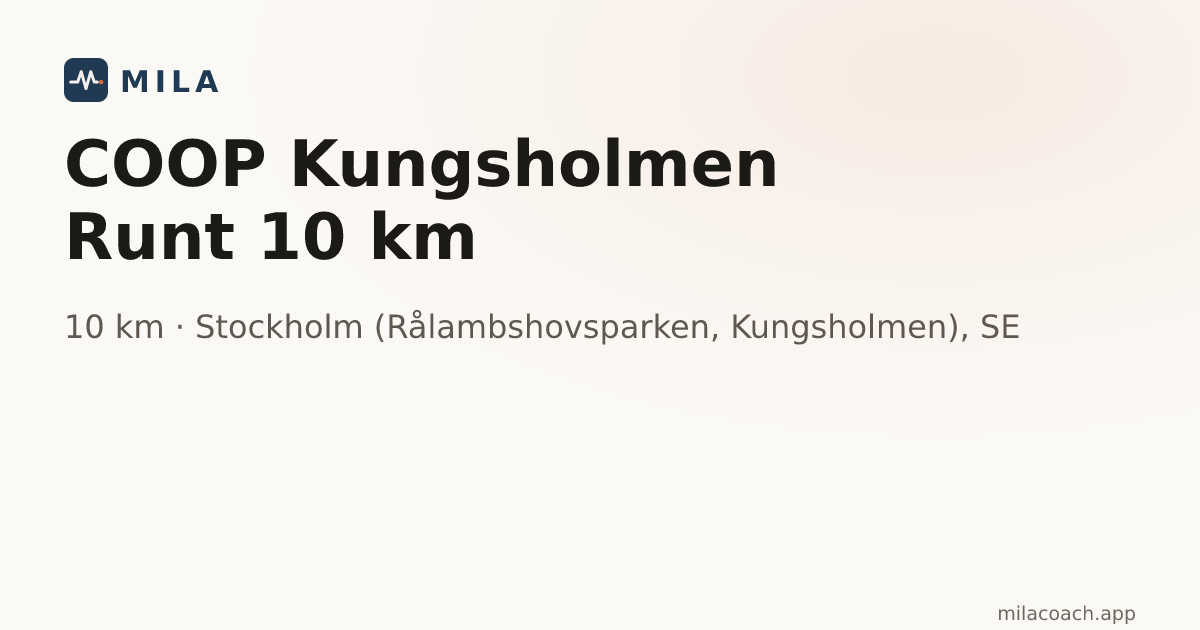 MILA
COOP Kungsholmen
Runt 10 km
10 km · Stockholm (Rålambshovsparken, Kungsholmen), SE
milacoach.app